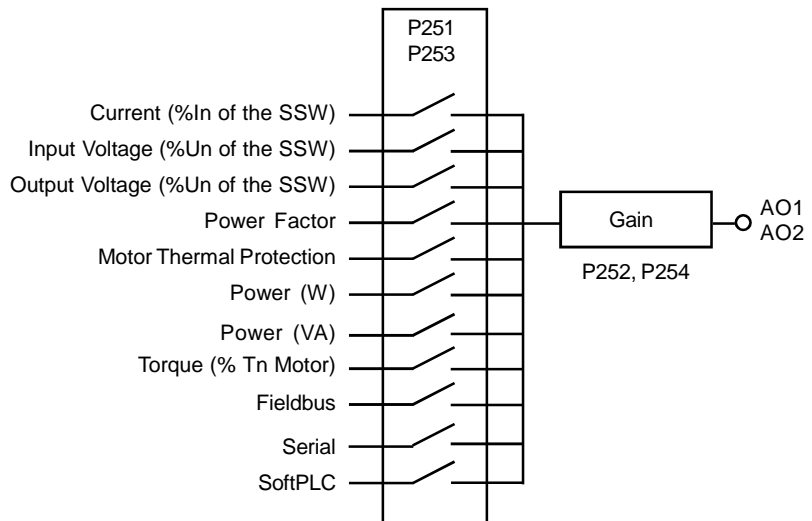 P251
P253
Current (%In of the SSW)
Input Voltage (%Un of the SSW)
Output Voltage (%Un of the SSW)
Power Factor
Motor Thermal Protection
Power (W)
Power (VA)
Torque (% Tn Motor)
Fieldbus
Serial
SoftPLC
Gain
P252, P254
AO1
AO2